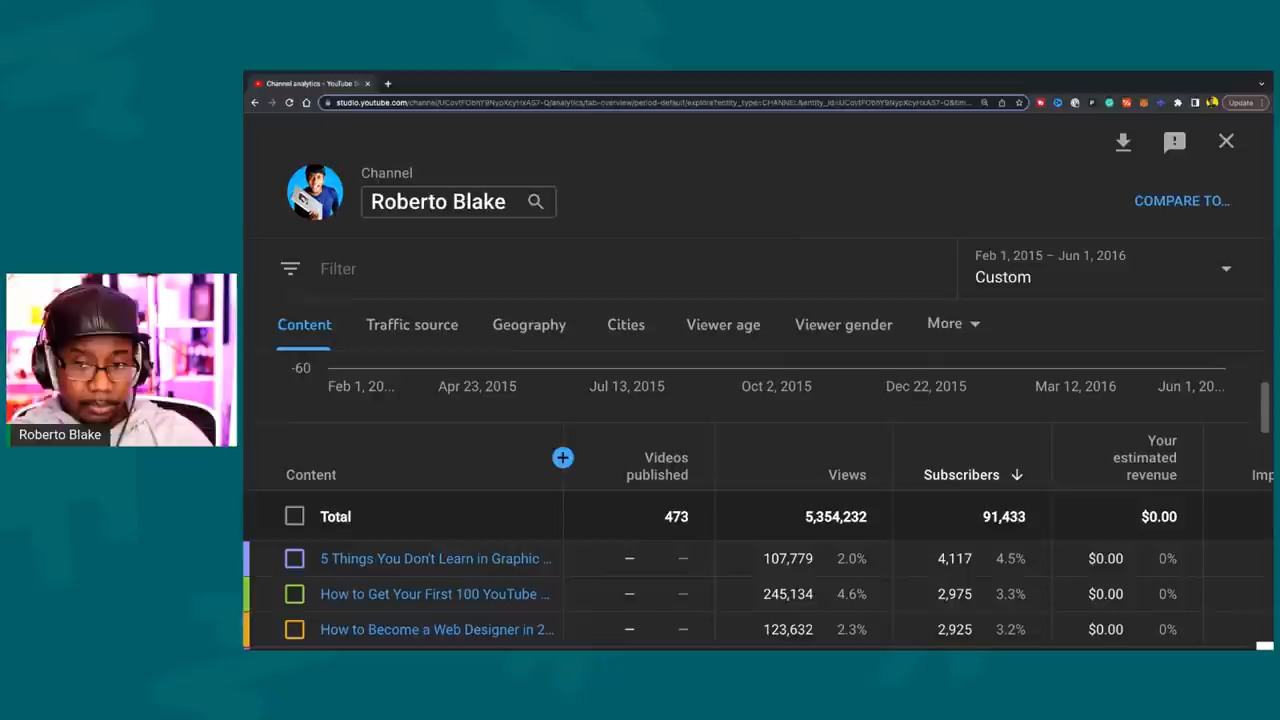 Channel analytics - YouTube S
studio.youtube.com
Update
Channel
Roberto Blake
COMPARE TO...
Filter
Feb 1, 2015 – Jun 1, 2016
Custom
Content
Traffic source
Geography
Cities
Viewer age
Viewer gender
More
-60
Feb 1, 20...
Apr 23, 2015
Jul 13, 2015
Oct 2, 2015
Dec 22, 2015
Mar 12, 2016
Jun 1, 20...
Content
Videos
published
Views
Subscribers
Your
estimated
revenue
Imp
Total 473 5,354,232 91,433 $0.00
5 Things You Don't Learn in Graphic ... — — 107,779 2.0% 4,117 4.5% $0.00 0%
How to Get Your First 100 YouTube ... — — 245,134 4.6% 2,975 3.3% $0.00 0%
How to Become a Web Designer in 2... — — 123,632 2.3% 2,925 3.2% $0.00 0%
Roberto Blake